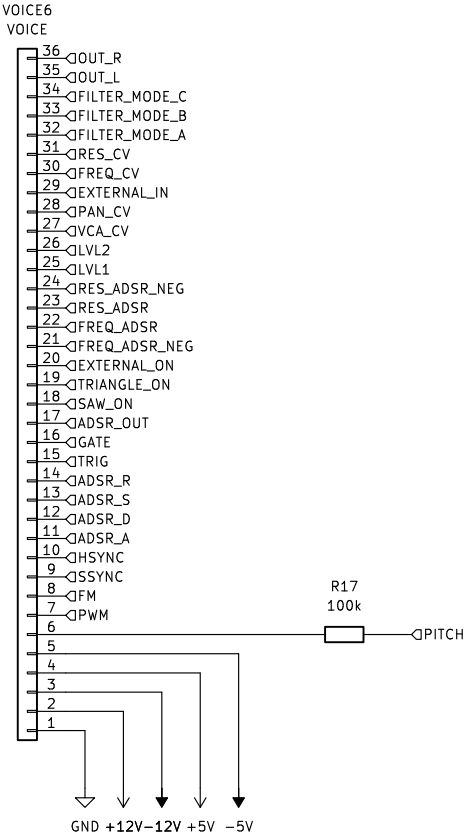 VOICE6
VOICE
36 OUT_R
35 OUT_L
34 FILTER_MODE_C
33 FILTER_MODE_B
32 FILTER_MODE_A
31 RES_CV
30 FREQ_CV
29 EXTERNAL_IN
28 PAN_CV
27 VCA_CV
26 LVL2
25 LVL1
24 RES_ADSR_NEG
23 RES_ADSR
22 FREQ_ADSR
21 FREQ_ADSR_NEG
20 EXTERNAL_ON
19 TRIANGLE_ON
18 SAW_ON
17 ADSR_OUT
16 GATE
15 TRIG
14 ADSR_R
13 ADSR_S
12 ADSR_D
11 ADSR_A
10 HSYNC
9 SSYNC
8 FM
7 PWM
R17
100k
6 PITCH
5
4
3
2
1
GND +12V -12V +5V -5V